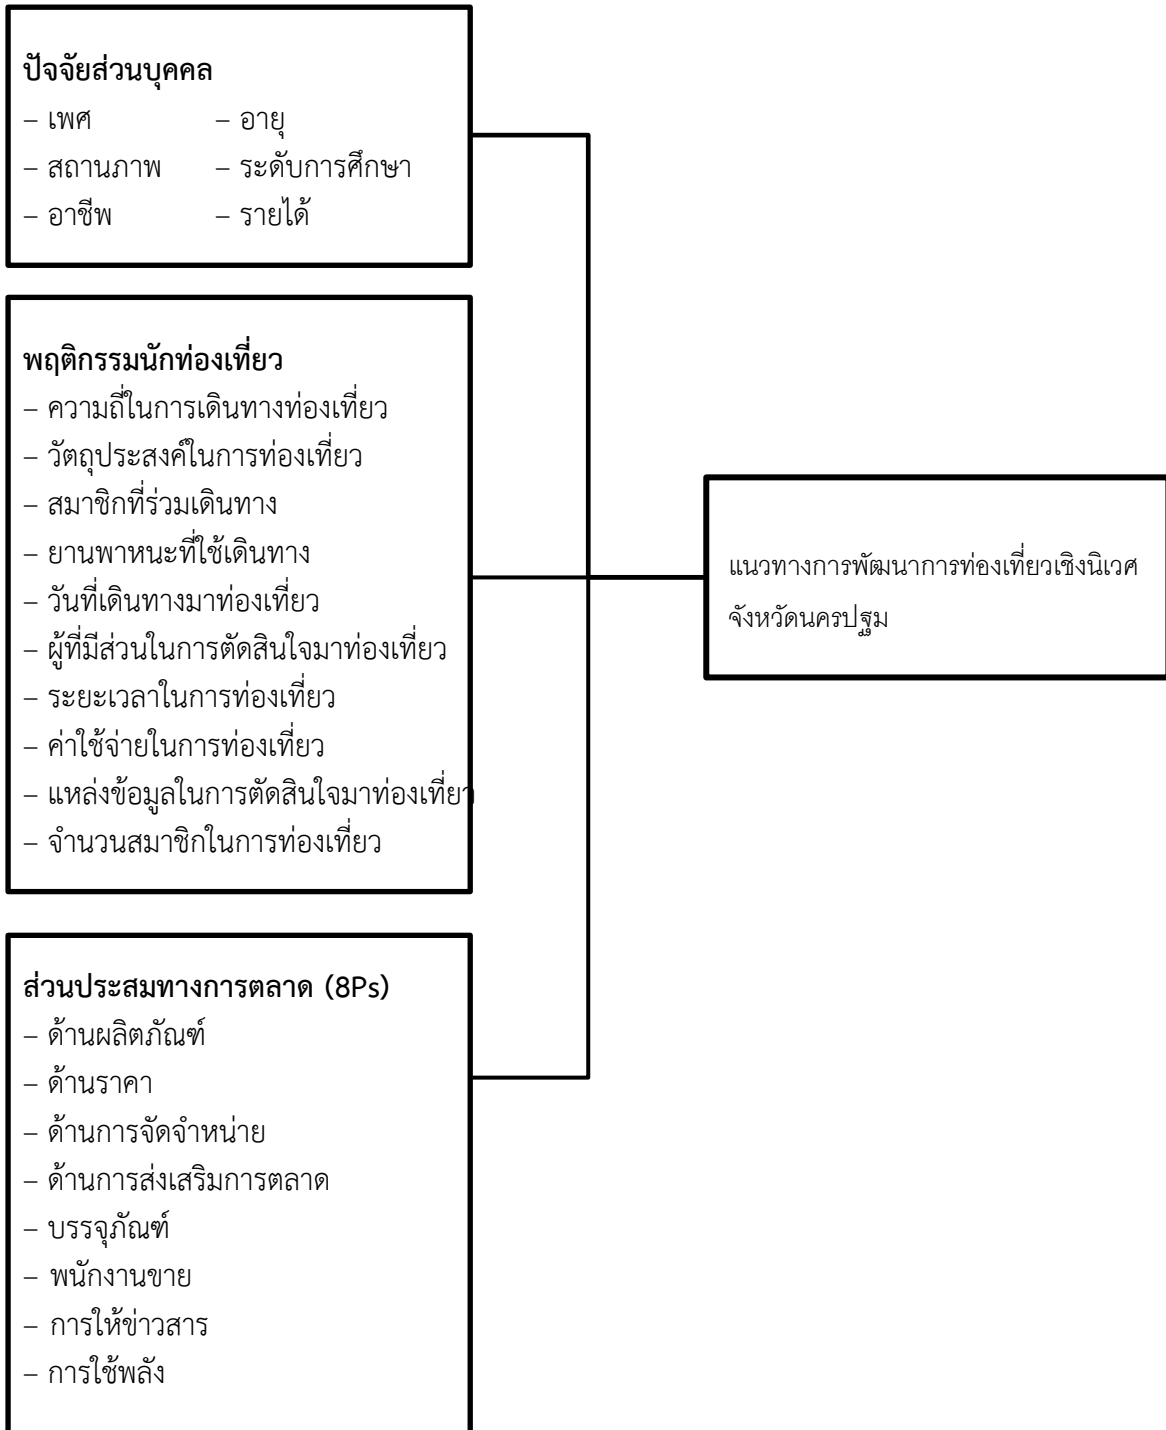 ปัจจัยส่วนบุคคล
– เพศ – อายุ
– สถานภาพ – ระดับการศึกษา
– อาชีพ – รายได้
พฤติกรรมนักท่องเที่ยว
– ความถี่ในการเดินทางท่องเที่ยว
– วัตถุประสงค์ในการท่องเที่ยว
– สมาชิกที่ร่วมเดินทาง
– ยานพาหนะที่ใช้เดินทาง
– วันที่เดินทางมาท่องเที่ยว
– ผู้ที่มีส่วนในการตัดสินใจมาท่องเที่ยว
– ระยะเวลาในการท่องเที่ยว
– ค่าใช้จ่ายในการท่องเที่ยว
– แหล่งข้อมูลในการตัดสินใจมาท่องเที่ยว
– จำนวนสมาชิกในการท่องเที่ยว
แนวทางการพัฒนาการท่องเที่ยวเชิงนิเวศ
จังหวัดนครปฐม
ส่วนประสมทางการตลาด (8Ps)
– ด้านผลิตภัณฑ์
– ด้านราคา
– ด้านการจัดจำหน่าย
– ด้านการส่งเสริมการตลาด
– บรรจุภัณฑ์
– พนักงานขาย
– การให้ข่าวสาร
– การใช้พลัง